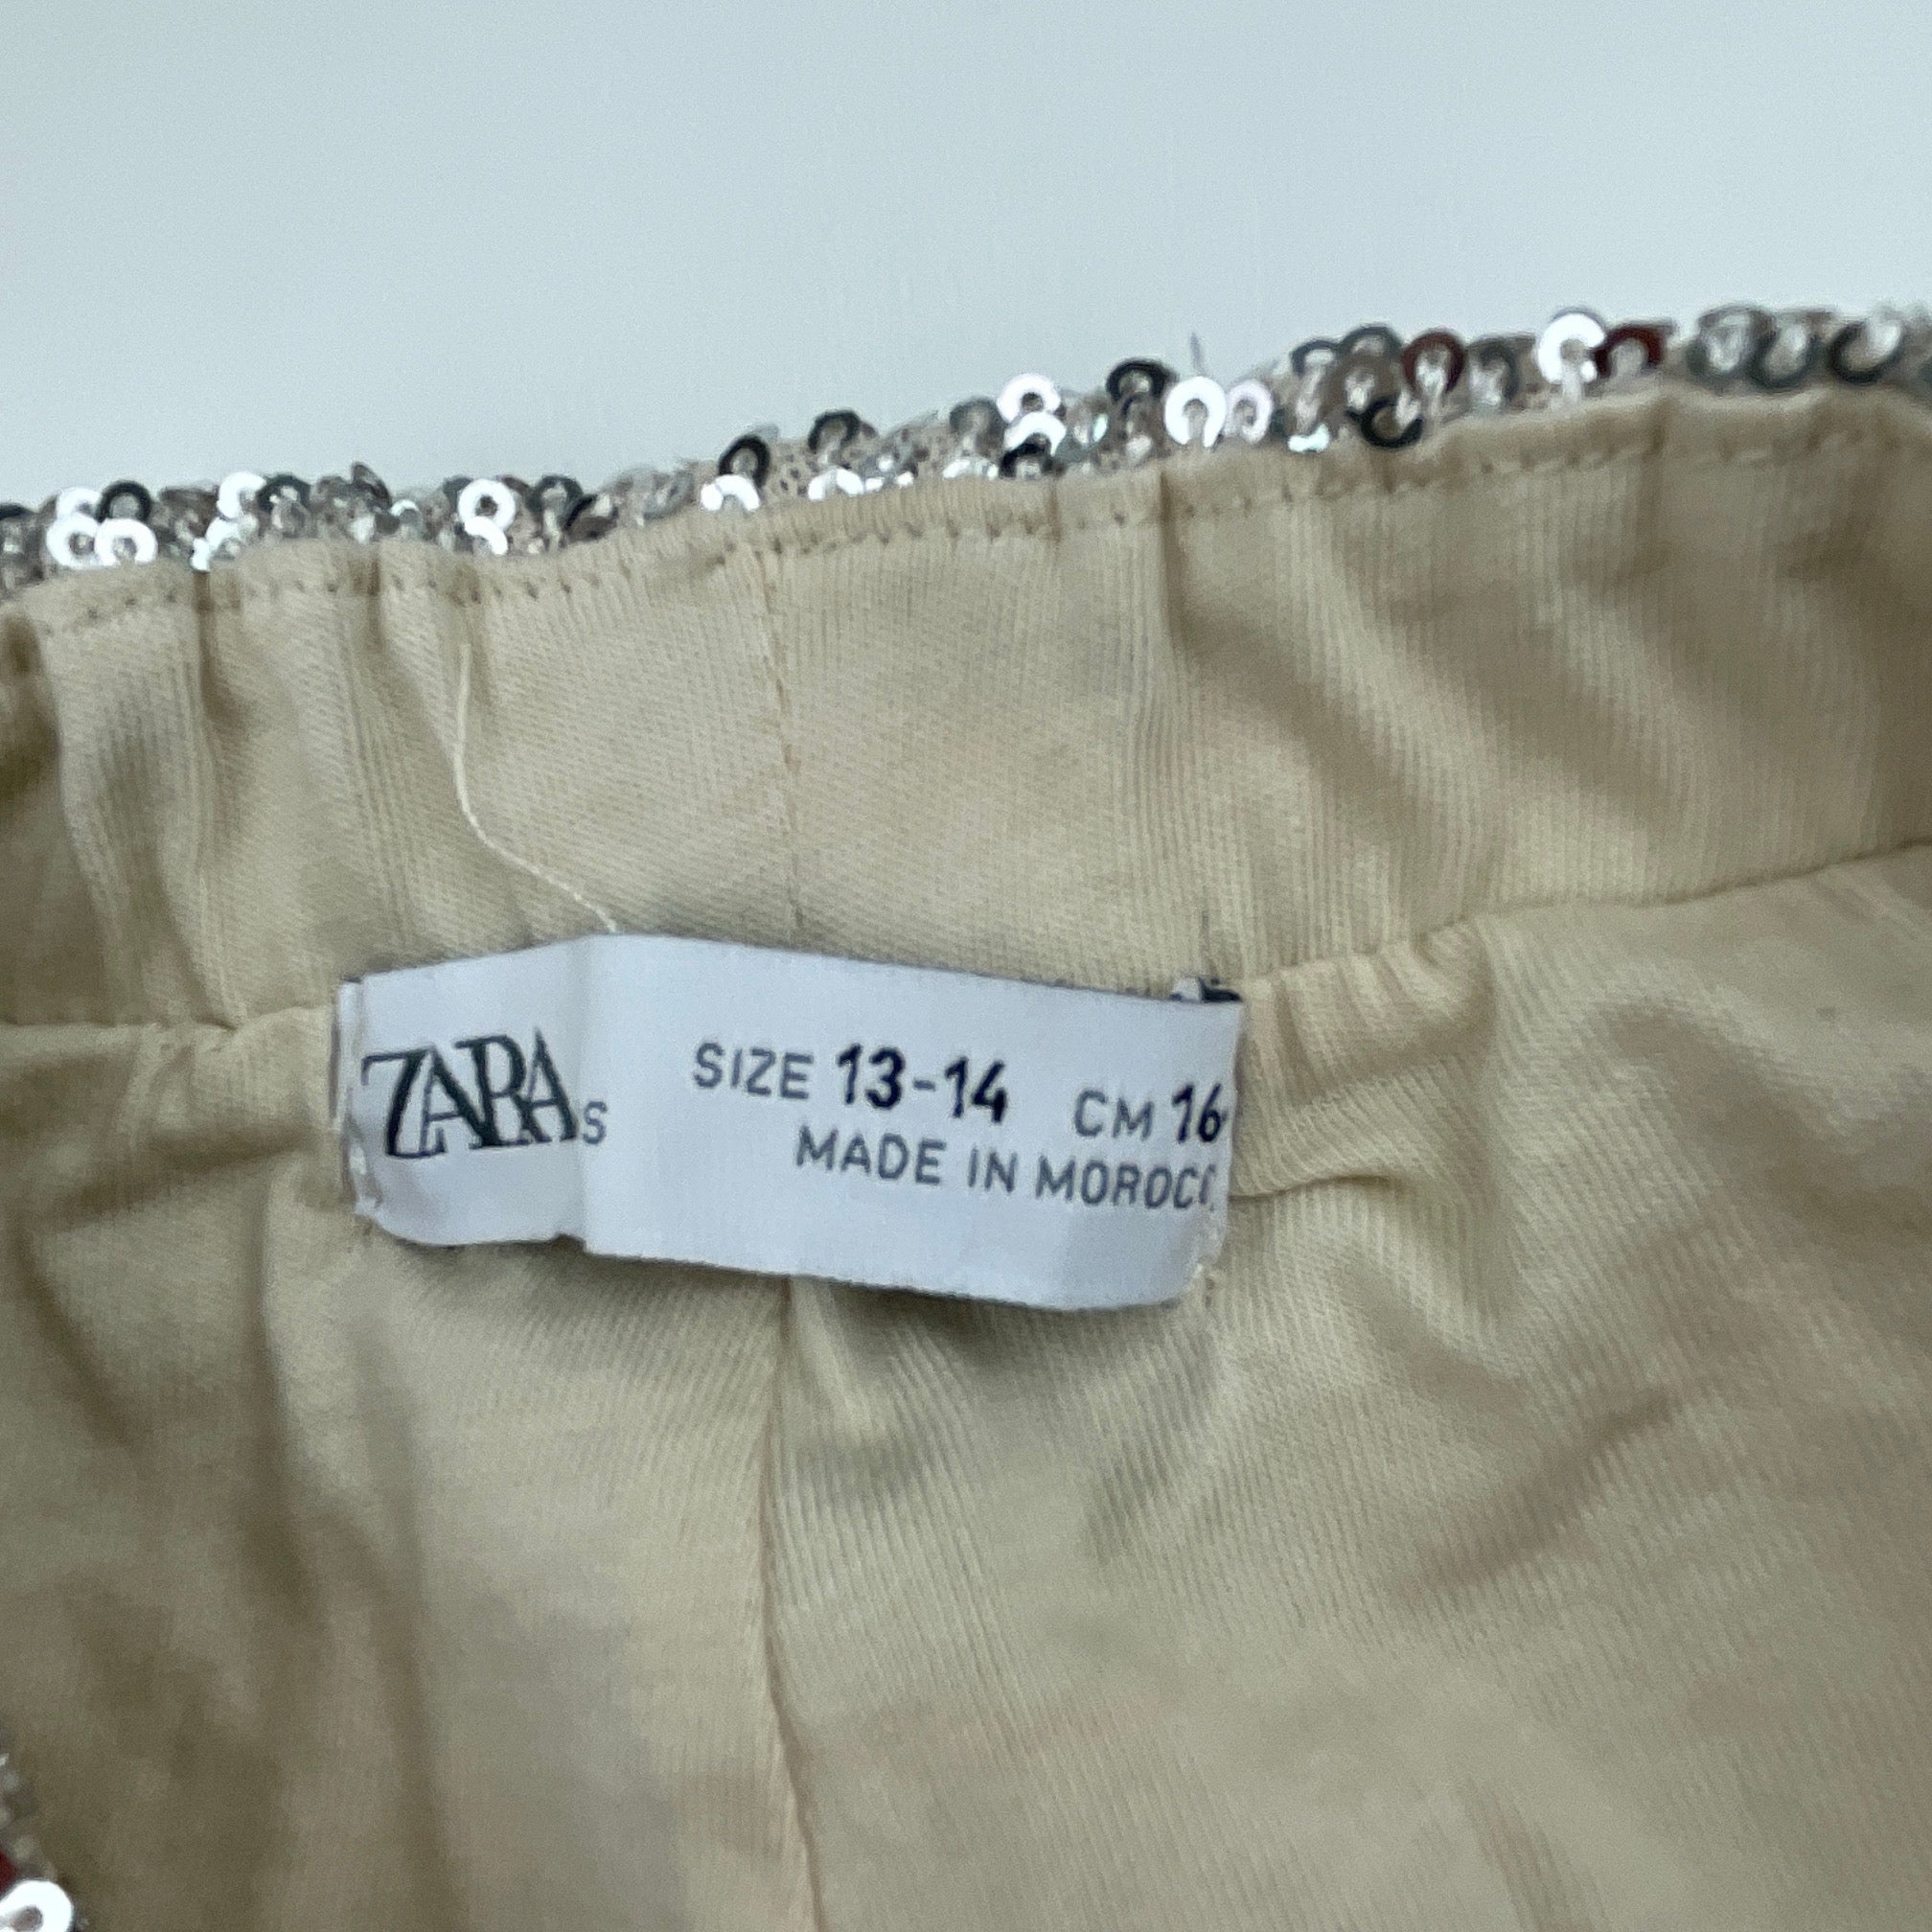 ZARA s
SIZE 13-14 CM 16
MADE IN MOROCC